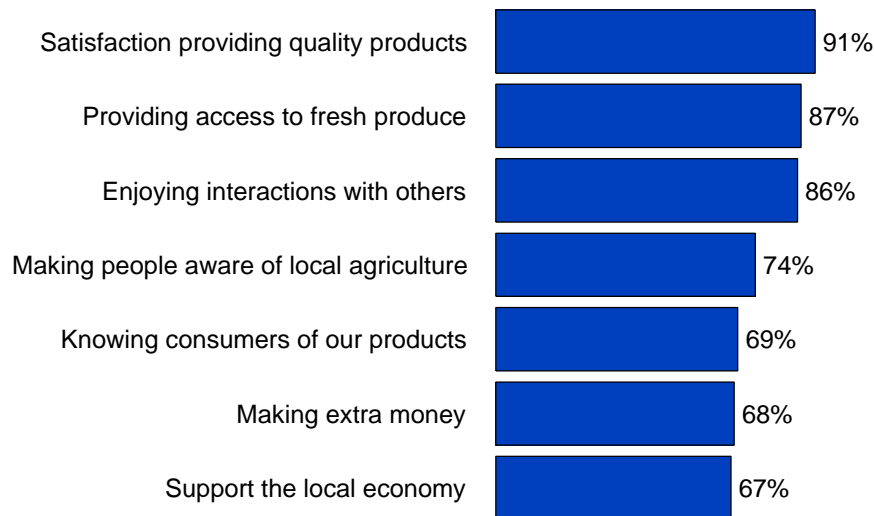 Satisfaction providing quality products 91%
Providing access to fresh produce 87%
Enjoying interactions with others 86%
Making people aware of local agriculture 74%
Knowing consumers of our products 69%
Making extra money 68%
Support the local economy 67%